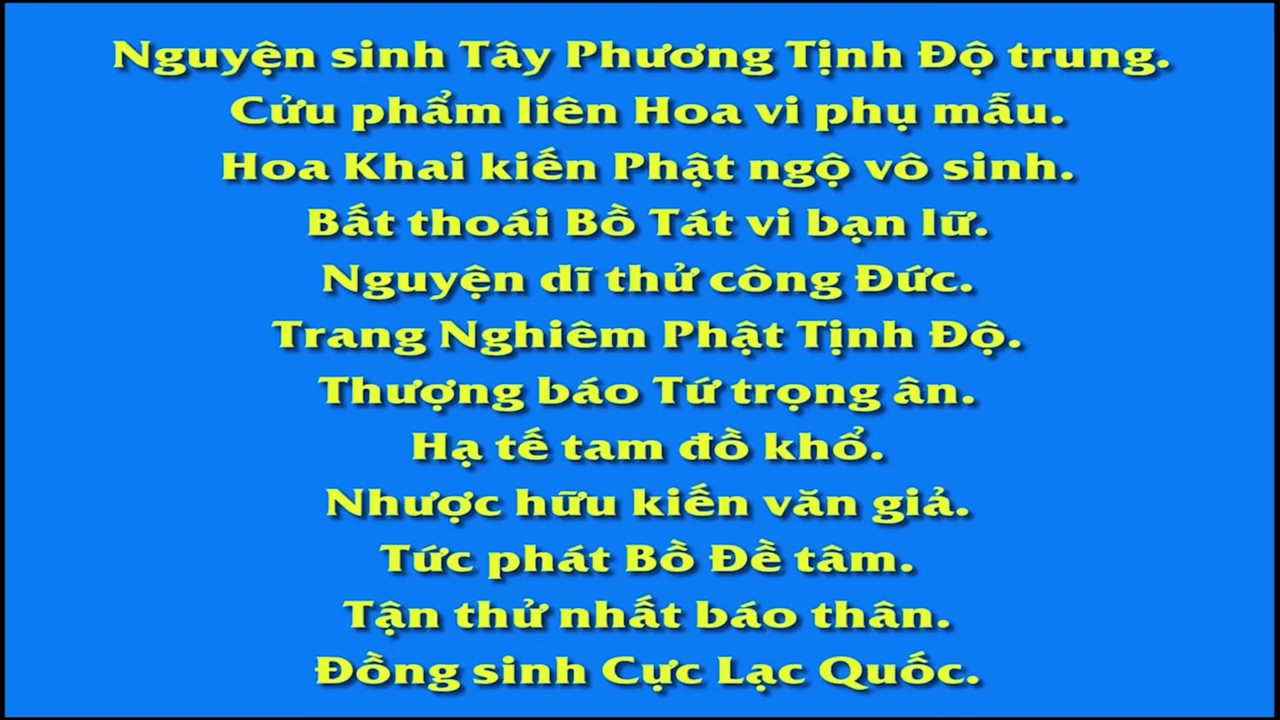 Nguyện sinh Tây Phương Tịnh Độ trung.
Cửu phẩm liên Hoa vi phụ mẫu.
Hoa Khai kiến Phật ngộ vô sinh.
Bất thoái Bồ Tát vi bạn lữ.
Nguyện dĩ thử công Đức.
Trang Nghiêm Phật Tịnh Độ.
Thượng báo Tứ trọng ân.
Hạ tế tam đồ khổ.
Nhược hữu kiến văn giả.
Tức phát Bồ Đề tâm.
Tận thử nhất báo thân.
Đồng sinh Cực Lạc Quốc.